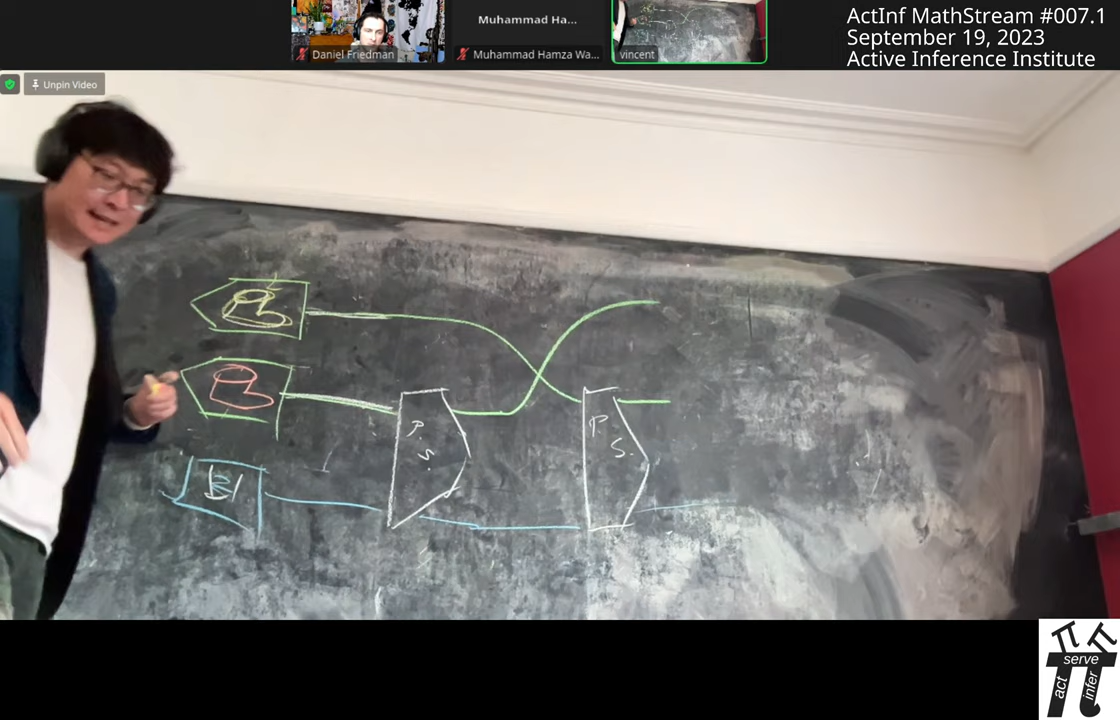 Muhammad Ha...
Daniel Friedman
Muhammad Hamza Wa...
vincent
ActInf MathStream #007.1
September 19, 2023
Active Inference Institute
Unpin Video
P.
S.
P.
S.
act
serve
infer